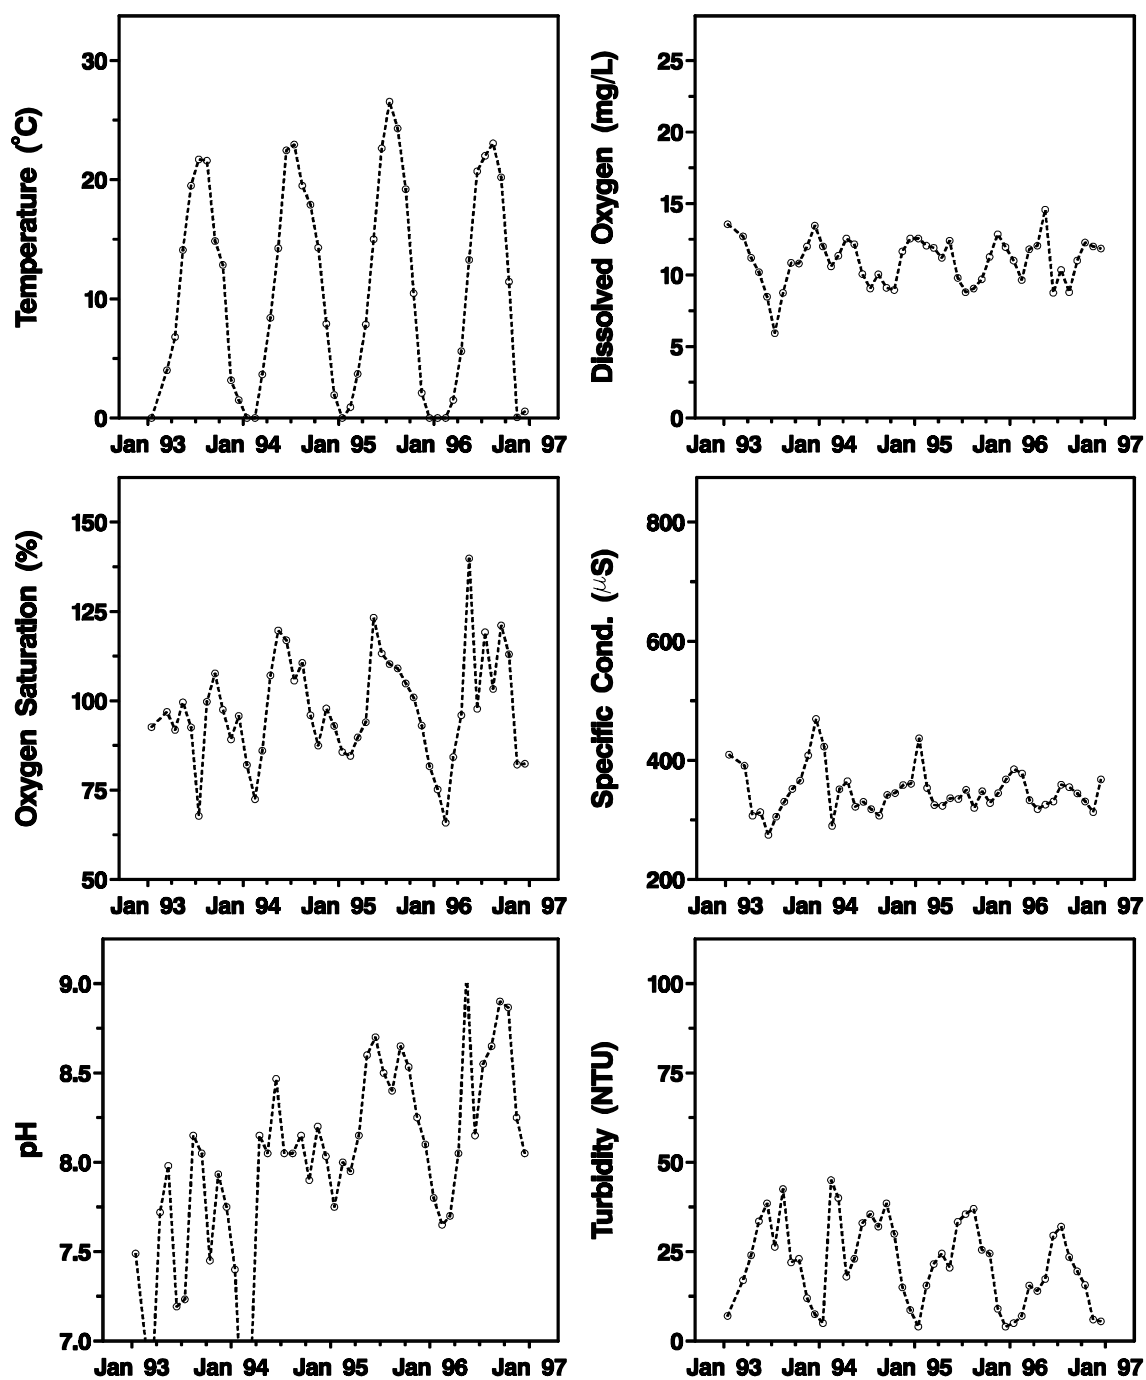 Temperature (°C)
30
20
10
0
Jan 93 Jan 94 Jan 95 Jan 96 Jan 97
Dissolved Oxygen (mg/L)
25
20
15
10
5
0
Jan 93 Jan 94 Jan 95 Jan 96 Jan 97
Oxygen Saturation (%)
150
125
100
75
50
Jan 93 Jan 94 Jan 95 Jan 96 Jan 97
Specific Cond. (μS)
800
600
400
200
Jan 93 Jan 94 Jan 95 Jan 96 Jan 97
pH
9.0
8.5
8.0
7.5
7.0
Jan 93 Jan 94 Jan 95 Jan 96 Jan 97
Turbidity (NTU)
100
75
50
25
0
Jan 93 Jan 94 Jan 95 Jan 96 Jan 97